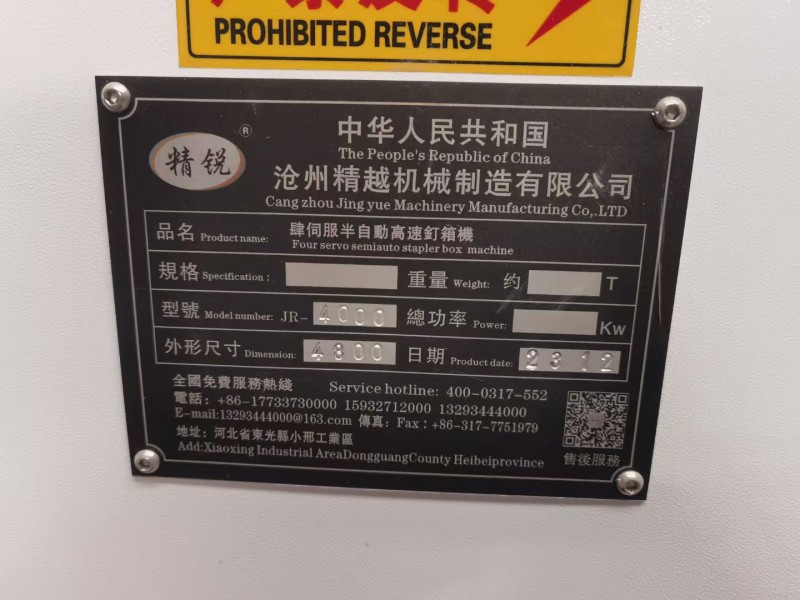 PROHIBITED REVERSE
精锐 ®
中华人民共和国
The People's Republic of China
沧州精越机械制造有限公司
Cang zhou Jing yue Machinery Manufacturing Co,.LTD
品名 Product name: 肆伺服半自動高速釘箱機
Four servo semiauto stapler box machine
規格 Specification: 重量 Weight: 约 T
型號 Model number: JR- 4000 總功率 Power: Kw
外形尺寸 Dimension: 4800 日期 Product date: 2312
全國免費服務熱綫 Service hotline: 400-0317-552
電話: +86-17733730000 15932712000 13293444000
E-mail:13293444000@163.com 傳真: Fax: +86-317-7751979
地址: 河北省東光縣小邢工業區
Add:Xiaoxing Industrial AreaDongguangCounty Heibeiprovince
售後服務